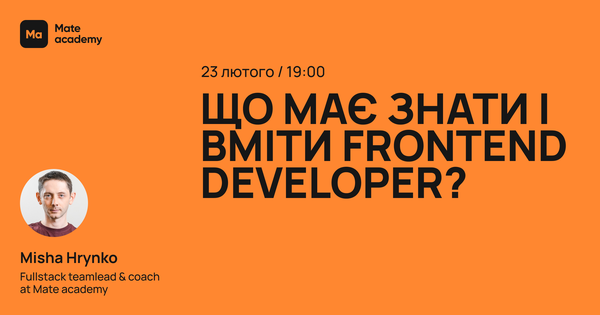 Ma
Mate
academy
23 лютого / 19:00
ЩО МАЄ ЗНАТИ І
ВМІТИ FRONTEND
DEVELOPER?
Misha Hrynko
Fullstack teamlead & coach
at Mate academy